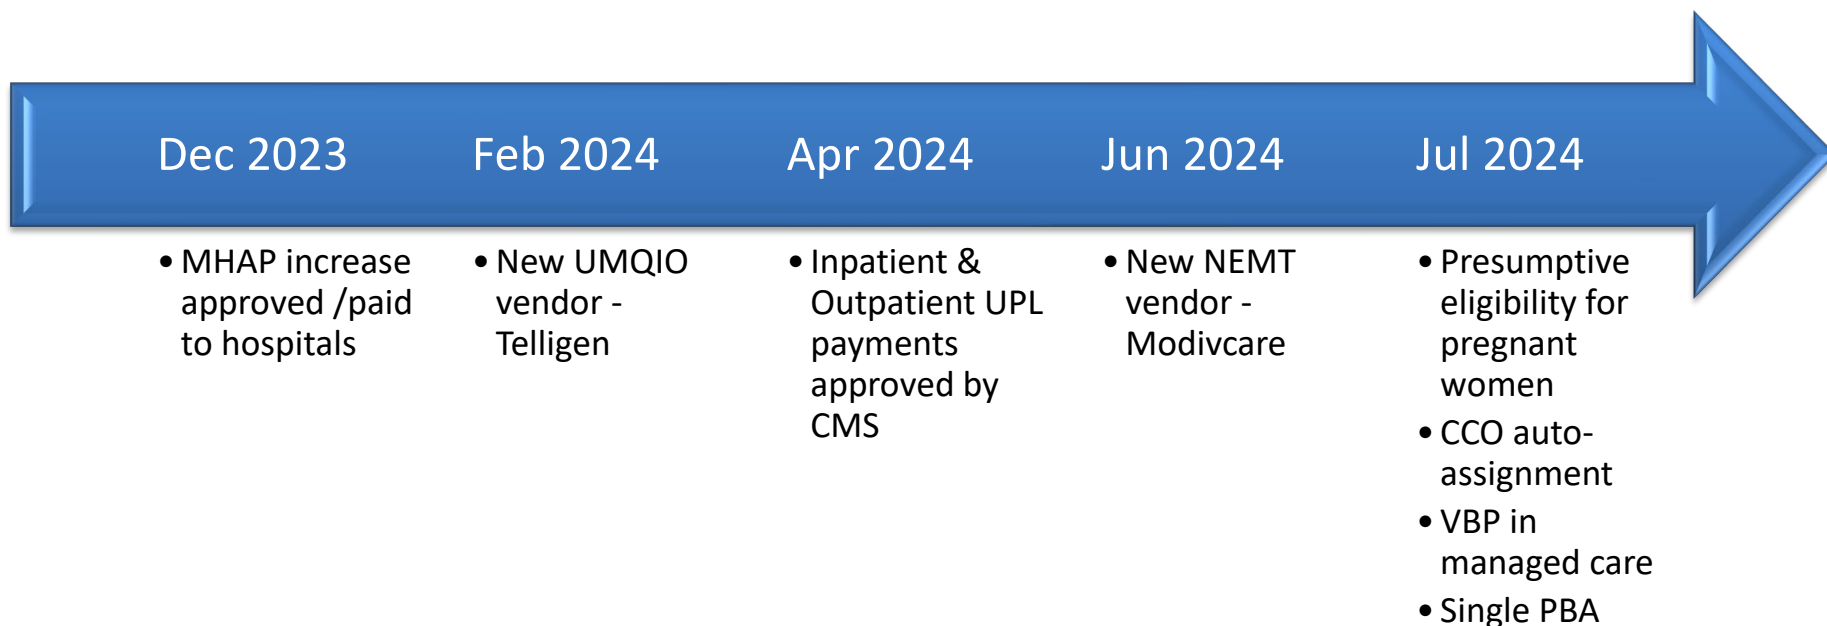 Dec 2023
Feb 2024
Apr 2024
Jun 2024
Jul 2024
• MHAP increase
approved /paid
to hospitals
• New UMQIO
vendor -
Telligen
• Inpatient &
Outpatient UPL
payments
approved by
CMS
• New NEMT
vendor -
Modivcare
• Presumptive
eligibility for
pregnant
women
• CCO auto-
assignment
• VBP in
managed care
• Single PBA